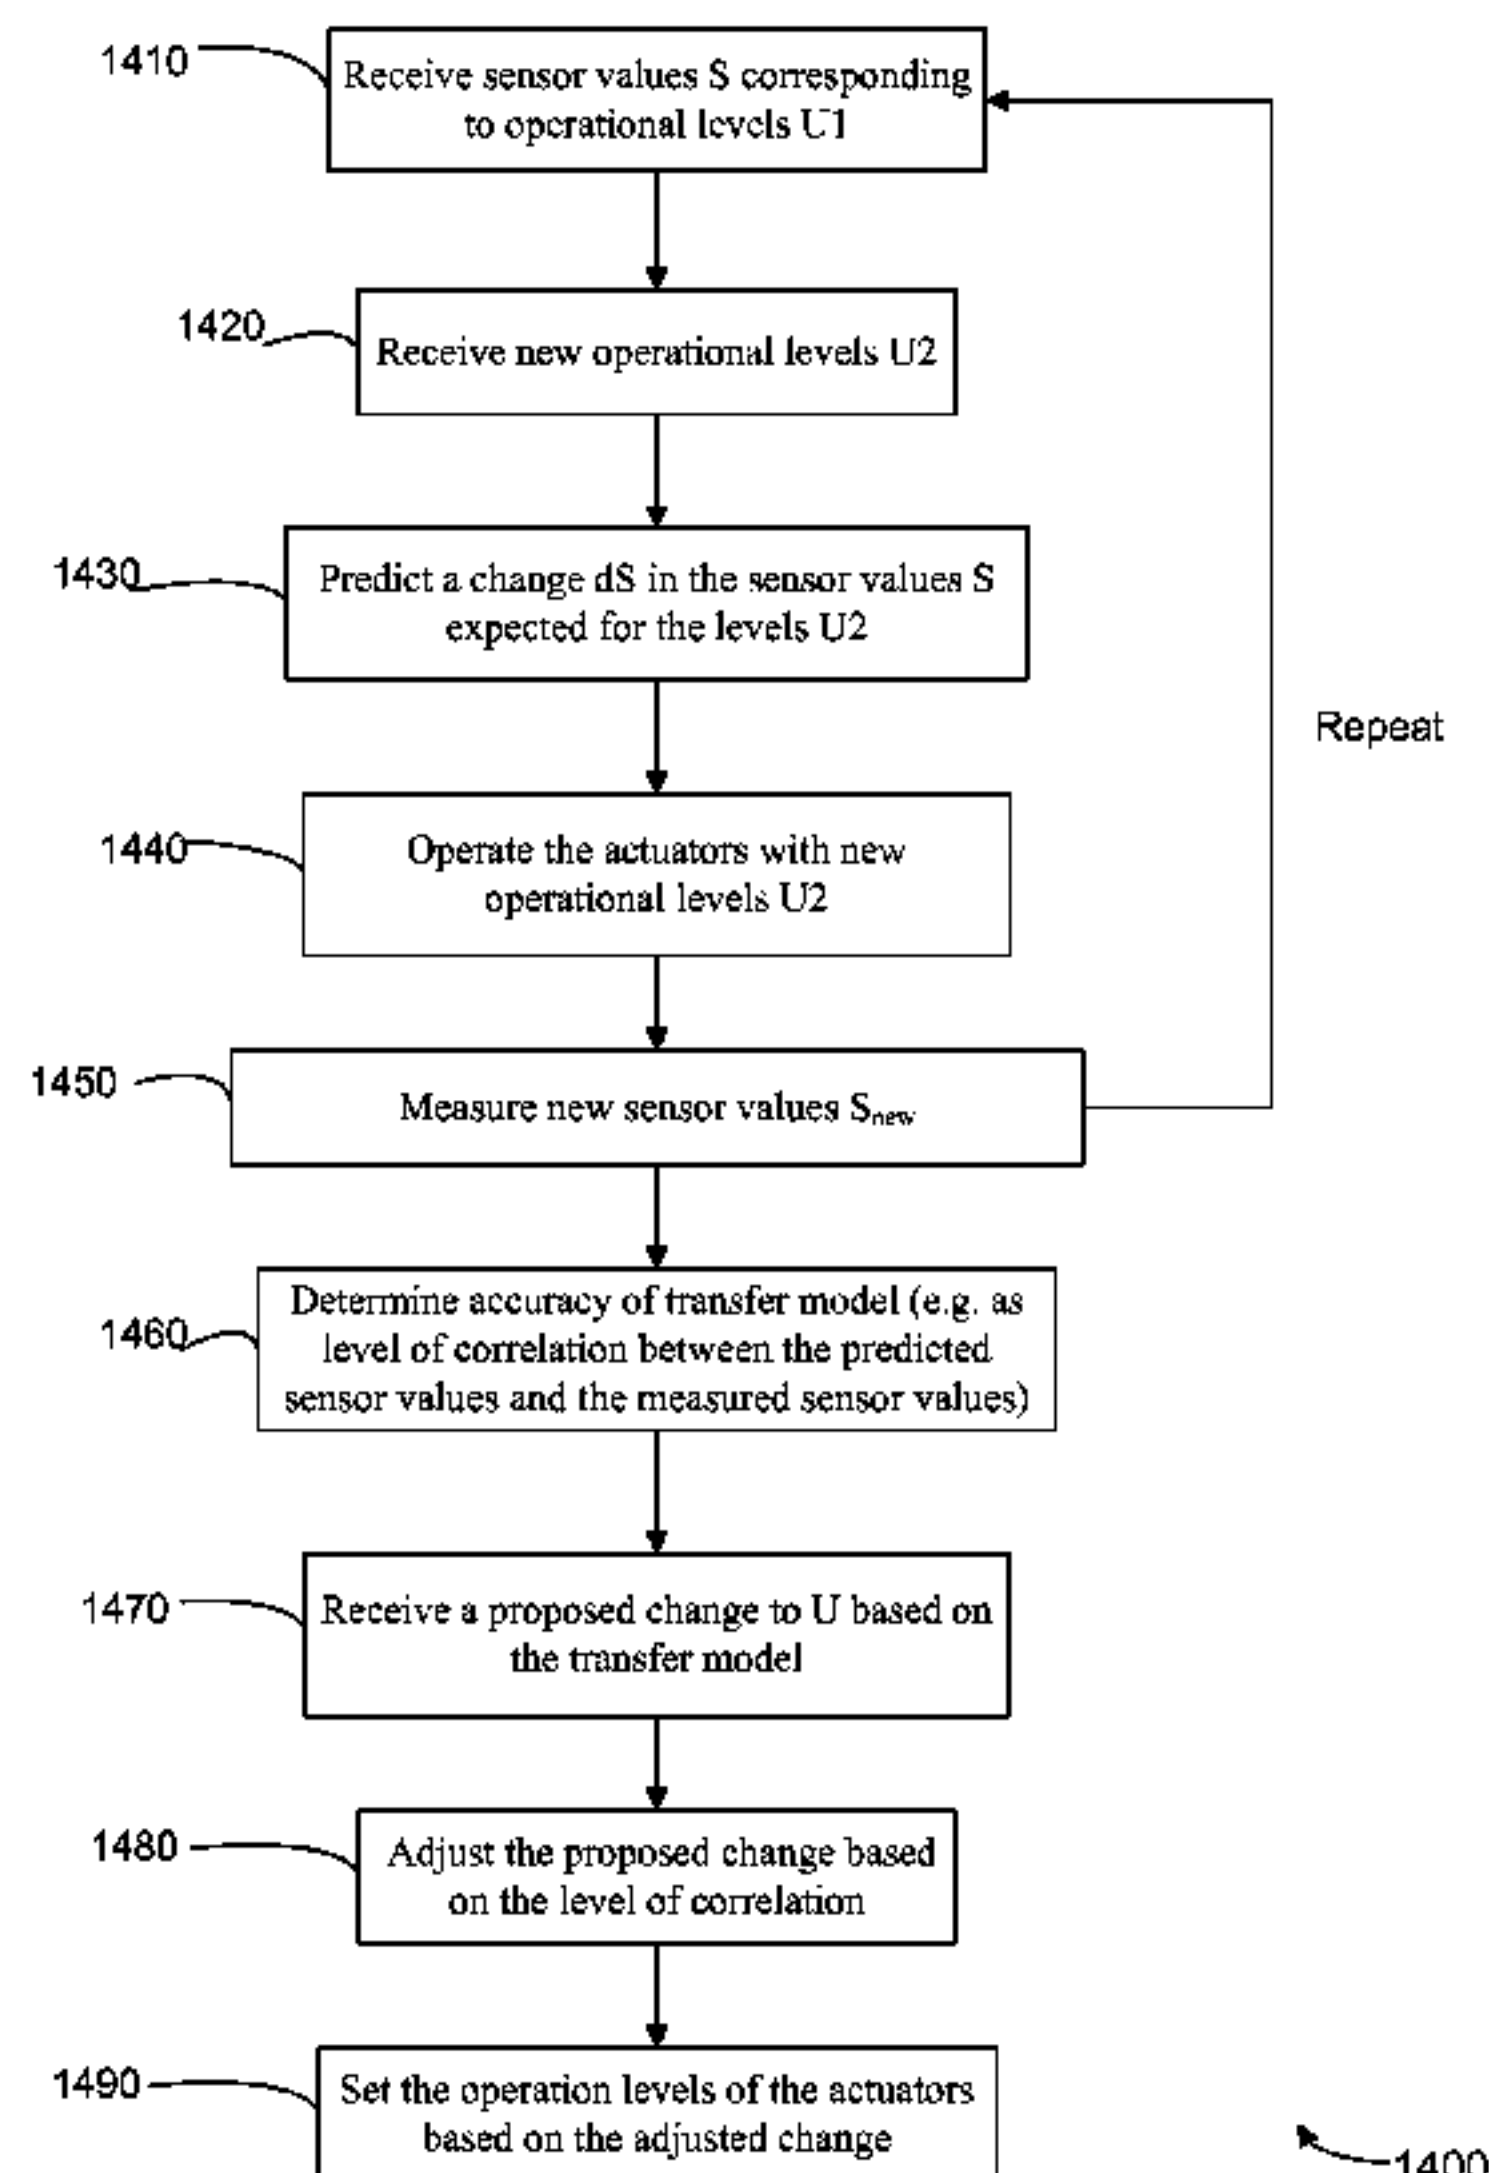 1410
Receive sensor values S corresponding
to operational levels U1
1420
Receive new operational levels U2
1430
Predict a change dS in the sensor values S
expected for the levels U2
Repeat
1440
Operate the actuators with new
operational levels U2
1450
Measure new sensor values Snew
1460
Determine accuracy of transfer model (e.g. as
level of correlation between the predicted
sensor values and the measured sensor values)
1470
Receive a proposed change to U based on
the transfer model
1480
Adjust the proposed change based
on the level of correlation
1490
Set the operation levels of the actuators
based on the adjusted change
1400